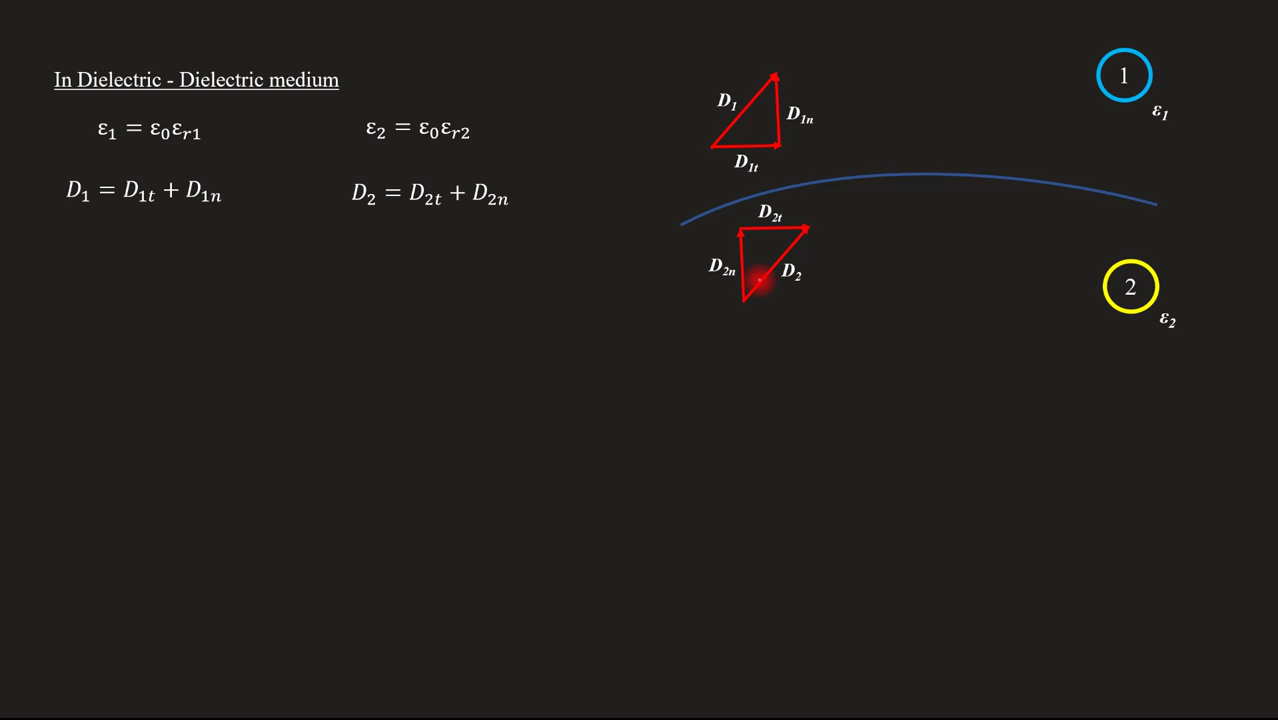 In Dielectric - Dielectric medium
ε₁ = ε₀εᵣ₁
ε₂ = ε₀εᵣ₂
D₁ = D₁ₜ + D₁ₙ
D₂ = D₂ₜ + D₂ₙ
D₁
D₁ₙ
D₁ₜ
1
ε₁
D₂ₜ
D₂ₙ
D₂
2
ε₂